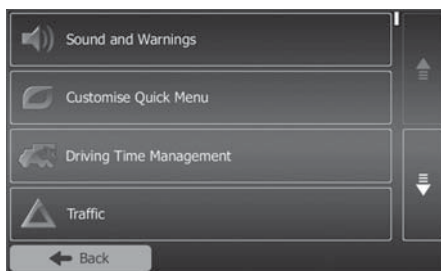 Sound and Warnings
Customise Quick Menu
Driving Time Management
Traffic
Back